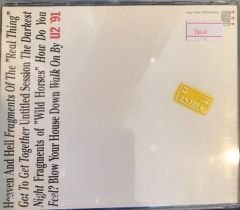 Heaven And Hell Fragments Of The "Real Thing"
Got To Get Together Untitled Session The Darkest
Night Fragments of "Wild Horses" How Do You
Feel? Blow Your House Down Walk On By U2 '91
100